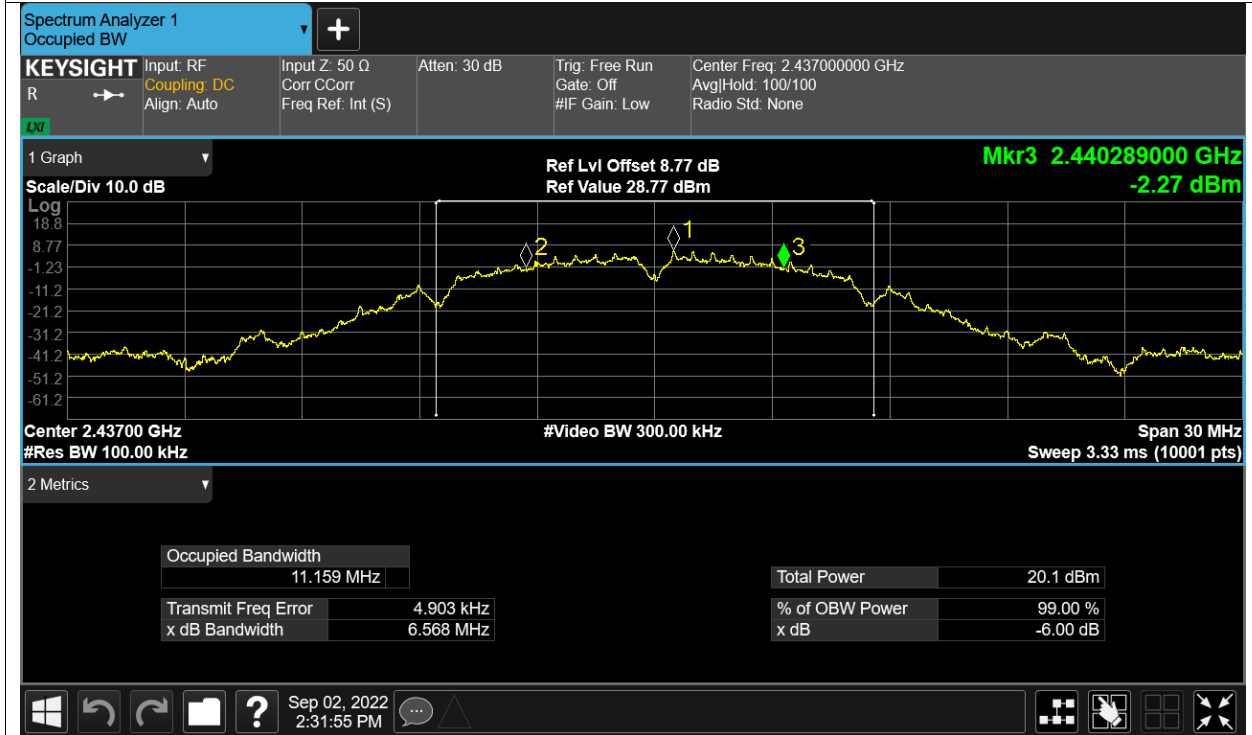 Spectrum Analyzer 1
Occupied BW
KEYSIGHT
R
LXI
Input: RF
Coupling: DC
Align: Auto
Input Z: 50 Ω
Corr CCorr
Freq Ref: Int (S)
Atten: 30 dB
Trig: Free Run
Gate: Off
#IF Gain: Low
Center Freq: 2.437000000 GHz
Avg|Hold: 100/100
Radio Std: None
1 Graph
Ref Lvl Offset 8.77 dB
Mkr3 2.440289000 GHz
Scale/Div 10.0 dB
Ref Value 28.77 dBm
-2.27 dBm
Log
18.8
8.77
-1.23
-11.2
-21.2
-31.2
-41.2
-51.2
-61.2
2
1
3
Center 2.43700 GHz
#Video BW 300.00 kHz
Span 30 MHz
#Res BW 100.00 kHz
Sweep 3.33 ms (10001 pts)
2 Metrics
Occupied Bandwidth
11.159 MHz
Total Power 20.1 dBm
Transmit Freq Error 4.903 kHz
% of OBW Power 99.00 %
x dB Bandwidth 6.568 MHz
x dB -6.00 dB
?
Sep 02, 2022
2:31:55 PM